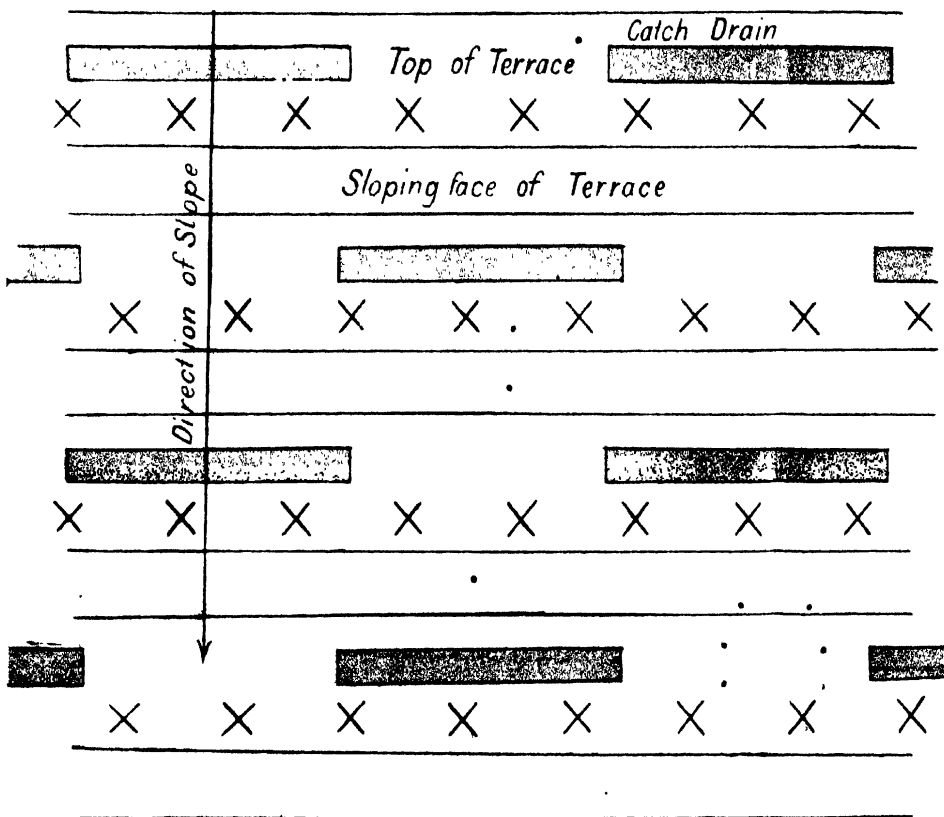 Catch Drain
Top of Terrace
Sloping face of Terrace
Direction of Slope